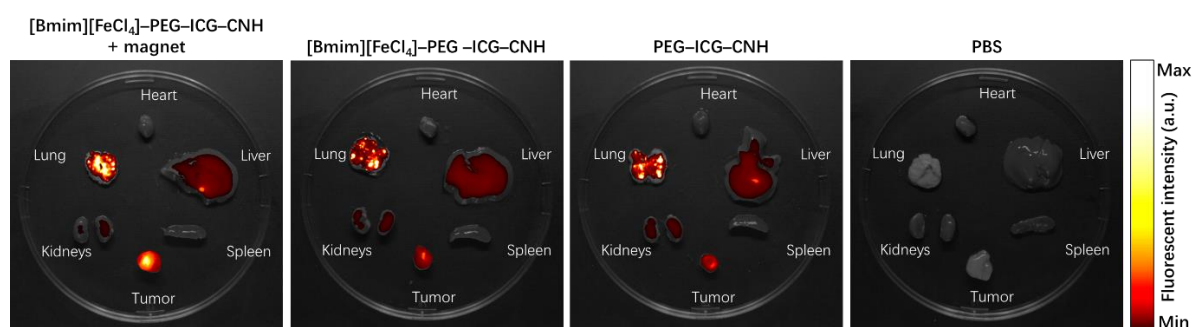 [Bmim][FeCl₄]–PEG–ICG–CNH
+ magnet
[Bmim][FeCl₄]–PEG –ICG–CNH
PEG–ICG–CNH
PBS
Heart
Lung
Liver
Kidneys
Spleen
Tumor
Heart
Lung
Liver
Kidneys
Spleen
Tumor
Heart
Lung
Liver
Kidneys
Spleen
Tumor
Heart
Lung
Liver
Kidneys
Spleen
Tumor
Max
Fluorescent intensity (a.u.)
Min